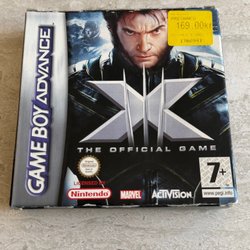 GAME BOY ADVANCE
169.00
THE OFFICIAL GAME
Nintendo
MARVEL
ACTIVISION
7+
www.pegi.info